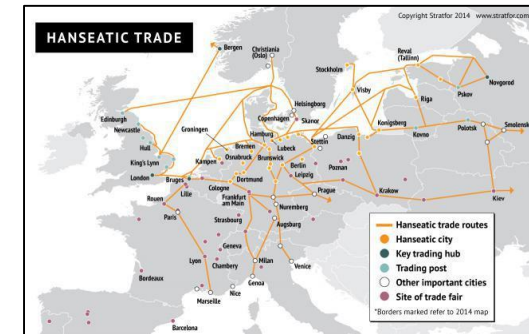 Copyright Stratfor 2014 www.stratfor.com
HANSEATIC TRADE
Bergen
Christiania
(Oslo)
Stockholm
Reval
(Tallinn)
Novgorod
Pskov
Visby
Riga
Helsingborg
Copenhagen
Skanor
Edinburgh
Newcastle
Hull
King's Lynn
London
Groningen
Hamburg
Bremen
Lubeck
Stettin
Danzig
Konigsberg
Kovno
Polotsk
Smolensk
Kampen
Osnabruck
Brunswick
Berlin
Poznan
Bruges
Lille
Dortmund
Leipzig
Cologne
Rouen
Paris
Frankfurt
am Main
Prague
Krakow
Kiev
Nuremberg
Strasbourg
Augsburg
Geneva
Lyon
Chambery
Milan
Venice
Bordeaux
Genoa
Nice
Marseille
Barcelona
Hanseatic trade routes
Hanseatic city
Key trading hub
Trading post
Other important cities
Site of trade fair
*Borders marked refer to 2014 map